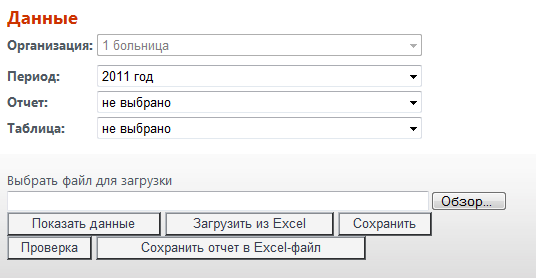 Данные
Организация: 1 больница
Период: 2011 год
Отчет: не выбрано
Таблица: не выбрано
Выбрать файл для загрузки
Обзор...
Показать данные Загрузить из Excel Сохранить
Проверка Сохранить отчет в Excel-файл